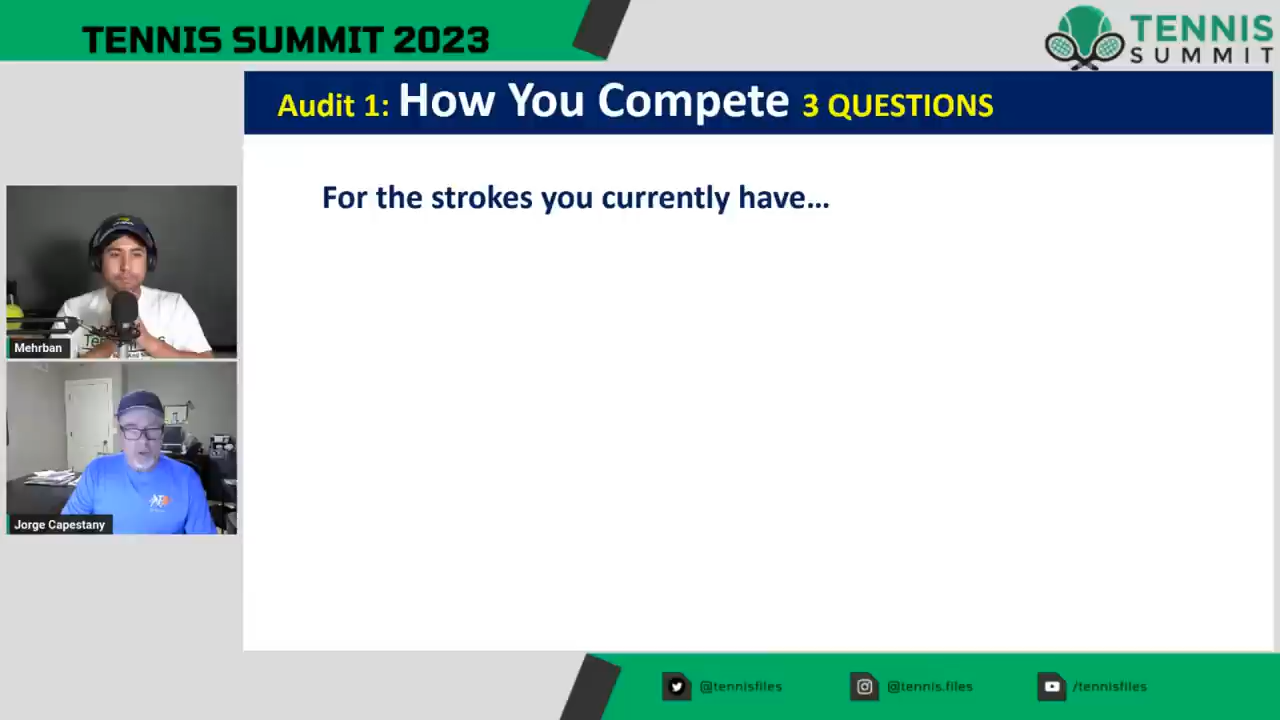 TENNIS SUMMIT 2023
TENNIS
SUMMIT
Audit 1: How You Compete 3 QUESTIONS
For the strokes you currently have...
Mehrban
Jorge Capestany
@tennisfiles
@tennis.files
/tennisfiles